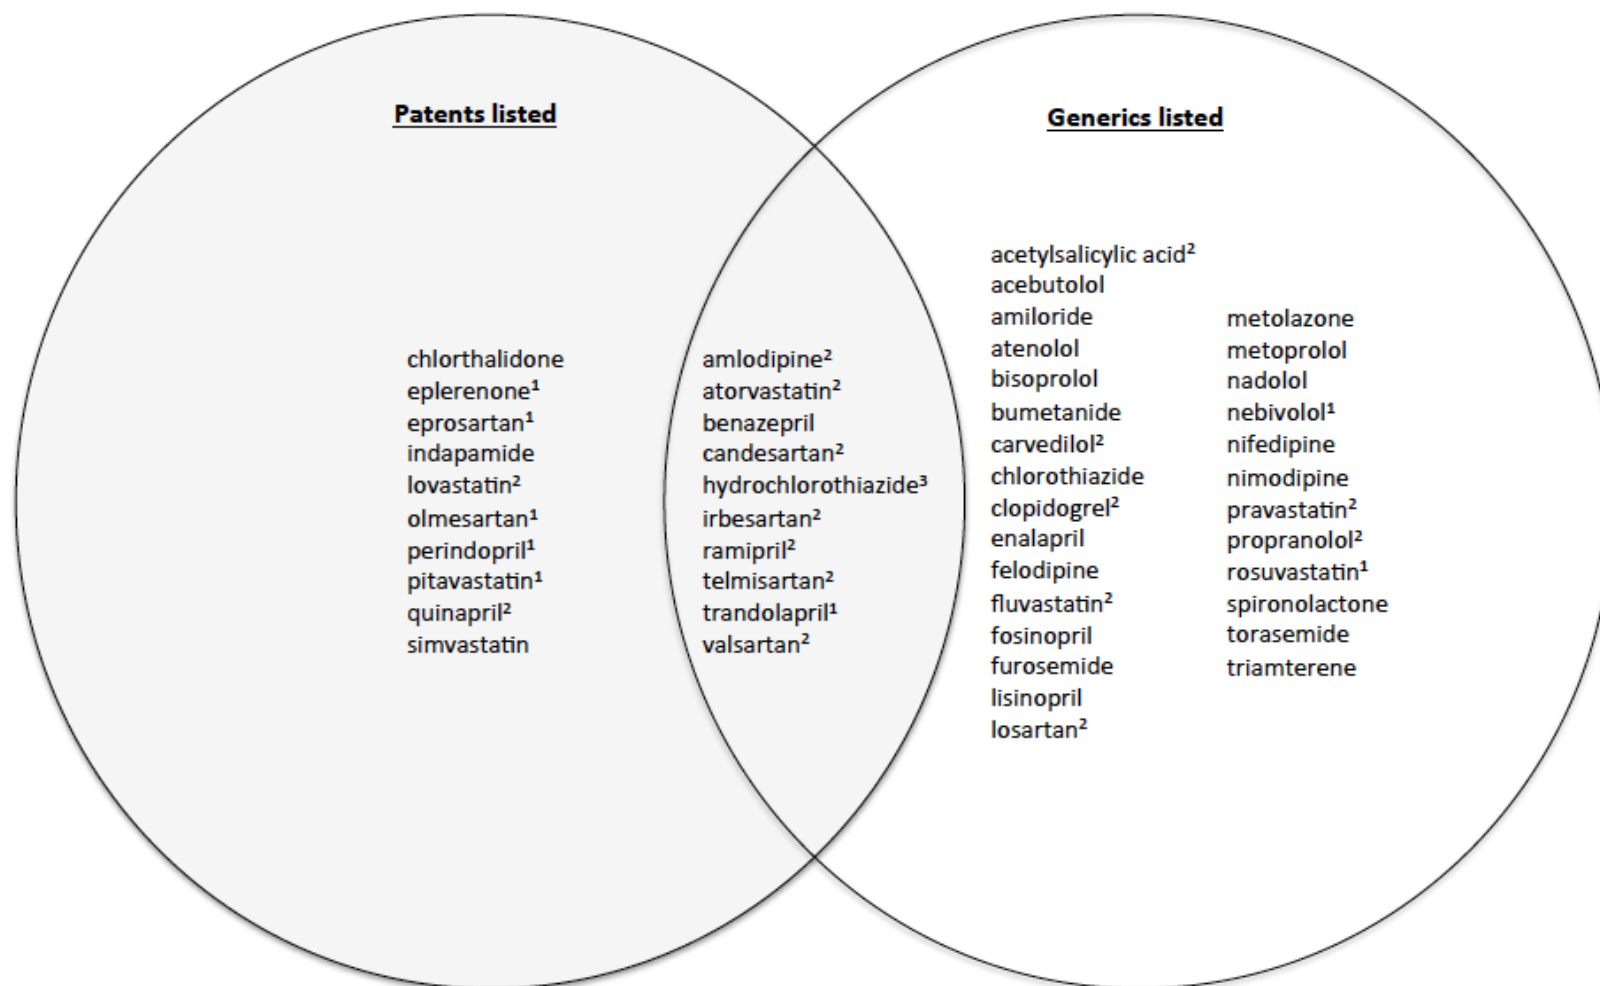 Patents listed
chlorthalidone
eplerenone¹
eprosartan¹
indapamide
lovastatin²
olmesartan¹
perindopril¹
pitavastatin¹
quinapril²
simvastatin
amlodipine²
atorvastatin²
benazepril
candesartan²
hydrochlorothiazide³
irbesartan²
ramipril²
telmisartan²
trandolapril¹
valsartan²
Generics listed
acetylsalicylic acid²
acebutolol
amiloride
atenolol
bisoprolol
bumetanide
carvedilol²
chlorothiazide
clopidogrel²
enalapril
felodipine
fluvastatin²
fosinopril
furosemide
lisinopril
losartan²
metolazone
metoprolol
nadolol
nebivolol¹
nifedipine
nimodipine
pravastatin²
propranolol²
rosuvastatin¹
spironolactone
torasemide
triamterene